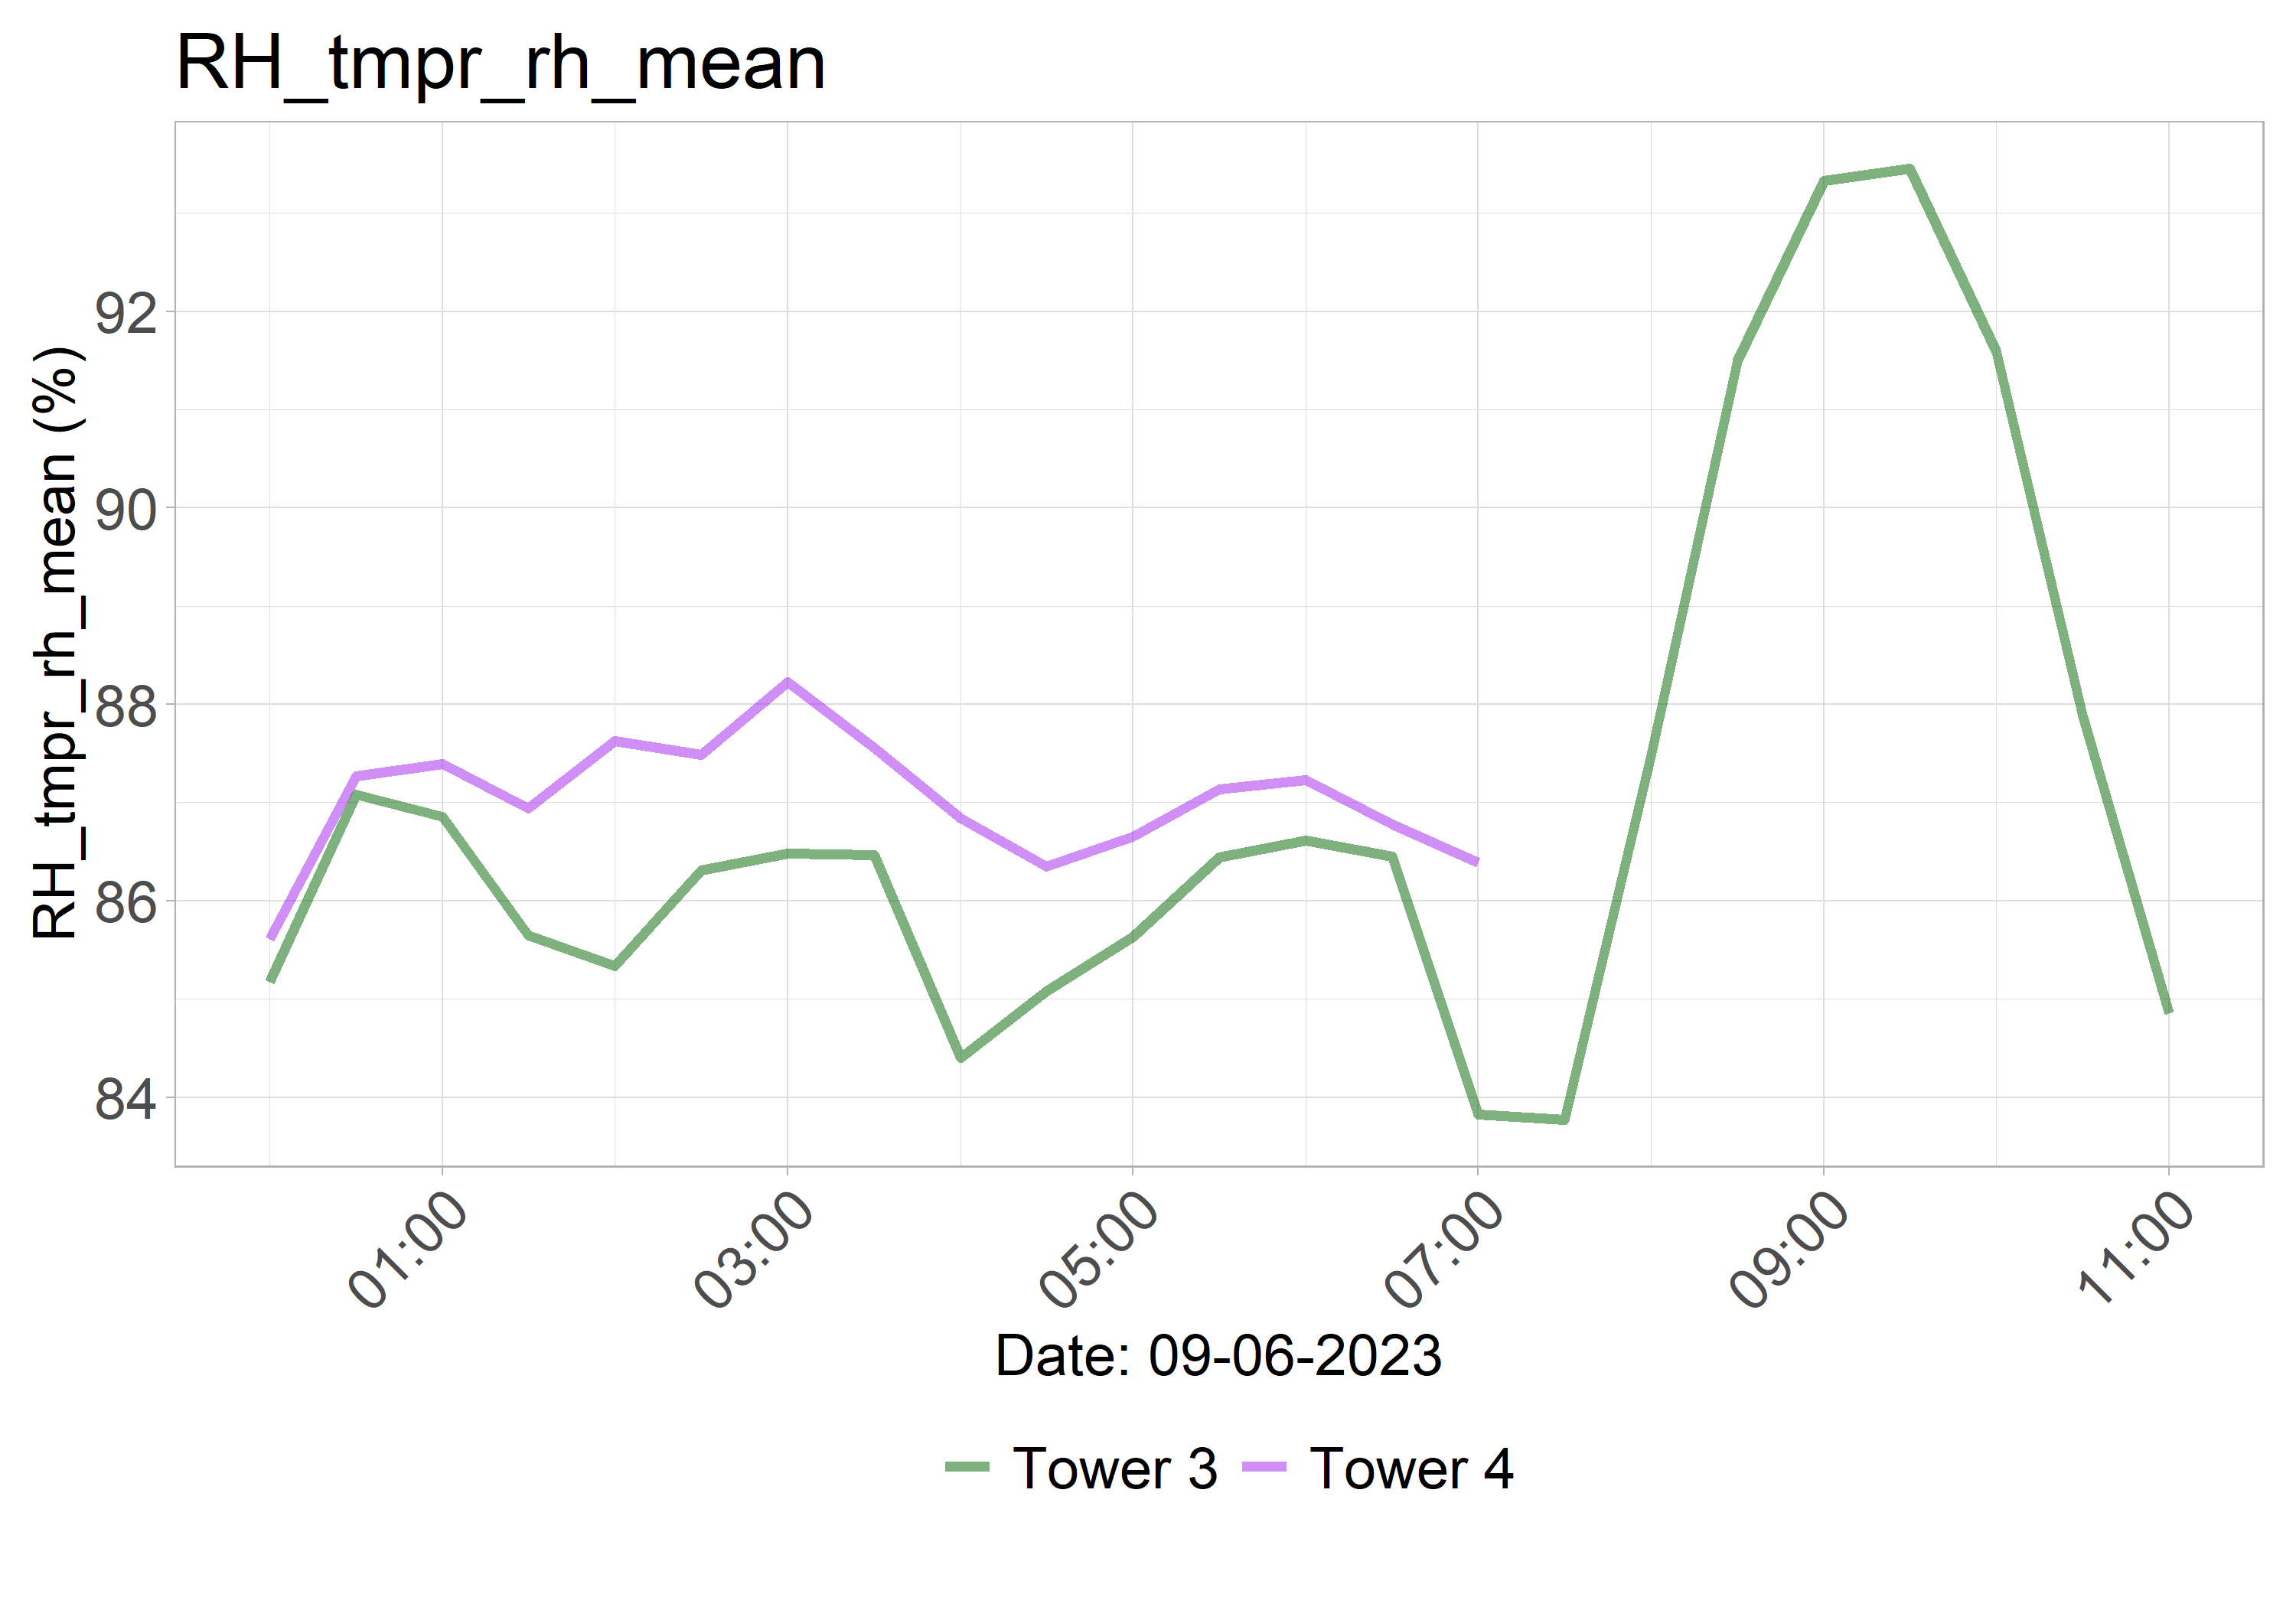 RH_tmpr_rh_mean
RH_tmpr_rh_mean (%)
92
90
88
86
84
01:00 03:00 05:00 07:00 09:00 11:00
Date: 09-06-2023
Tower 3 Tower 4